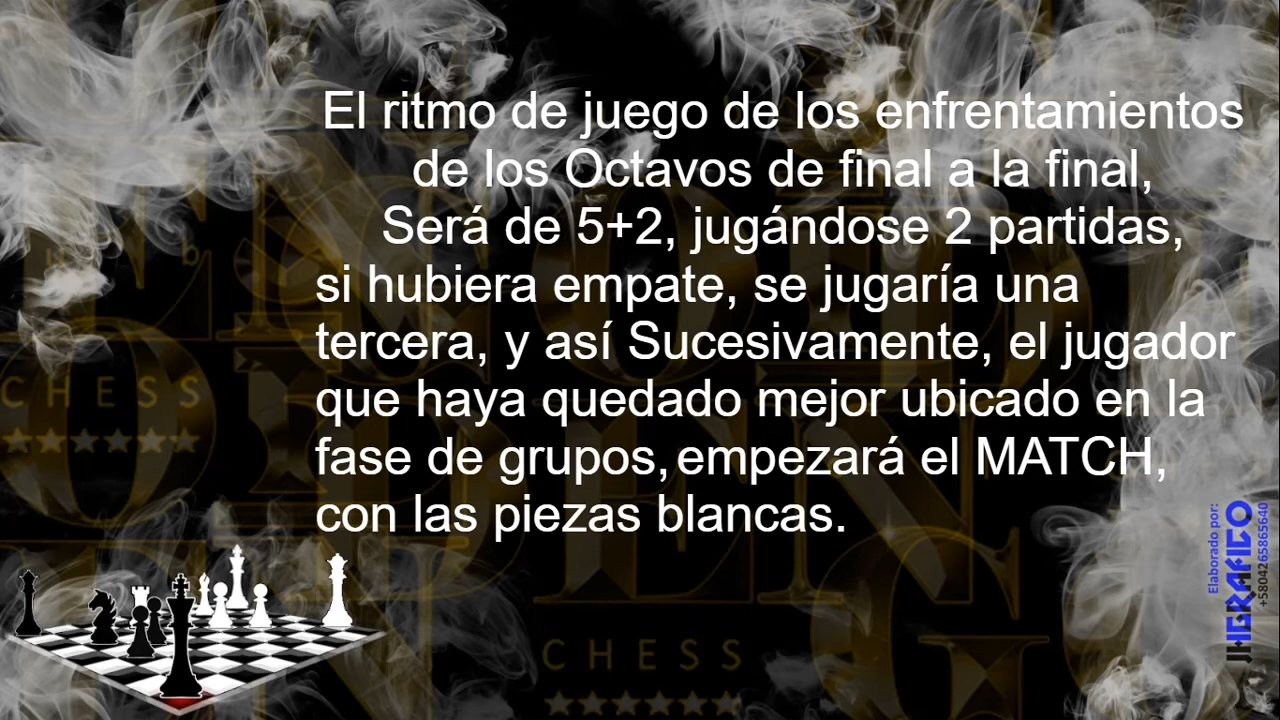 El ritmo de juego de los enfrentamientos
de los Octavos de final a la final,
Será de 5+2, jugándose 2 partidas,
si hubiera empate, se jugaría una
tercera, y así Sucesivamente, el jugador
que haya quedado mejor ubicado en la
fase de grupos, empezará el MATCH,
con las piezas blancas.
CHESS
CHESS
Elaborado por:
JHGRAFICO
+5804265865640